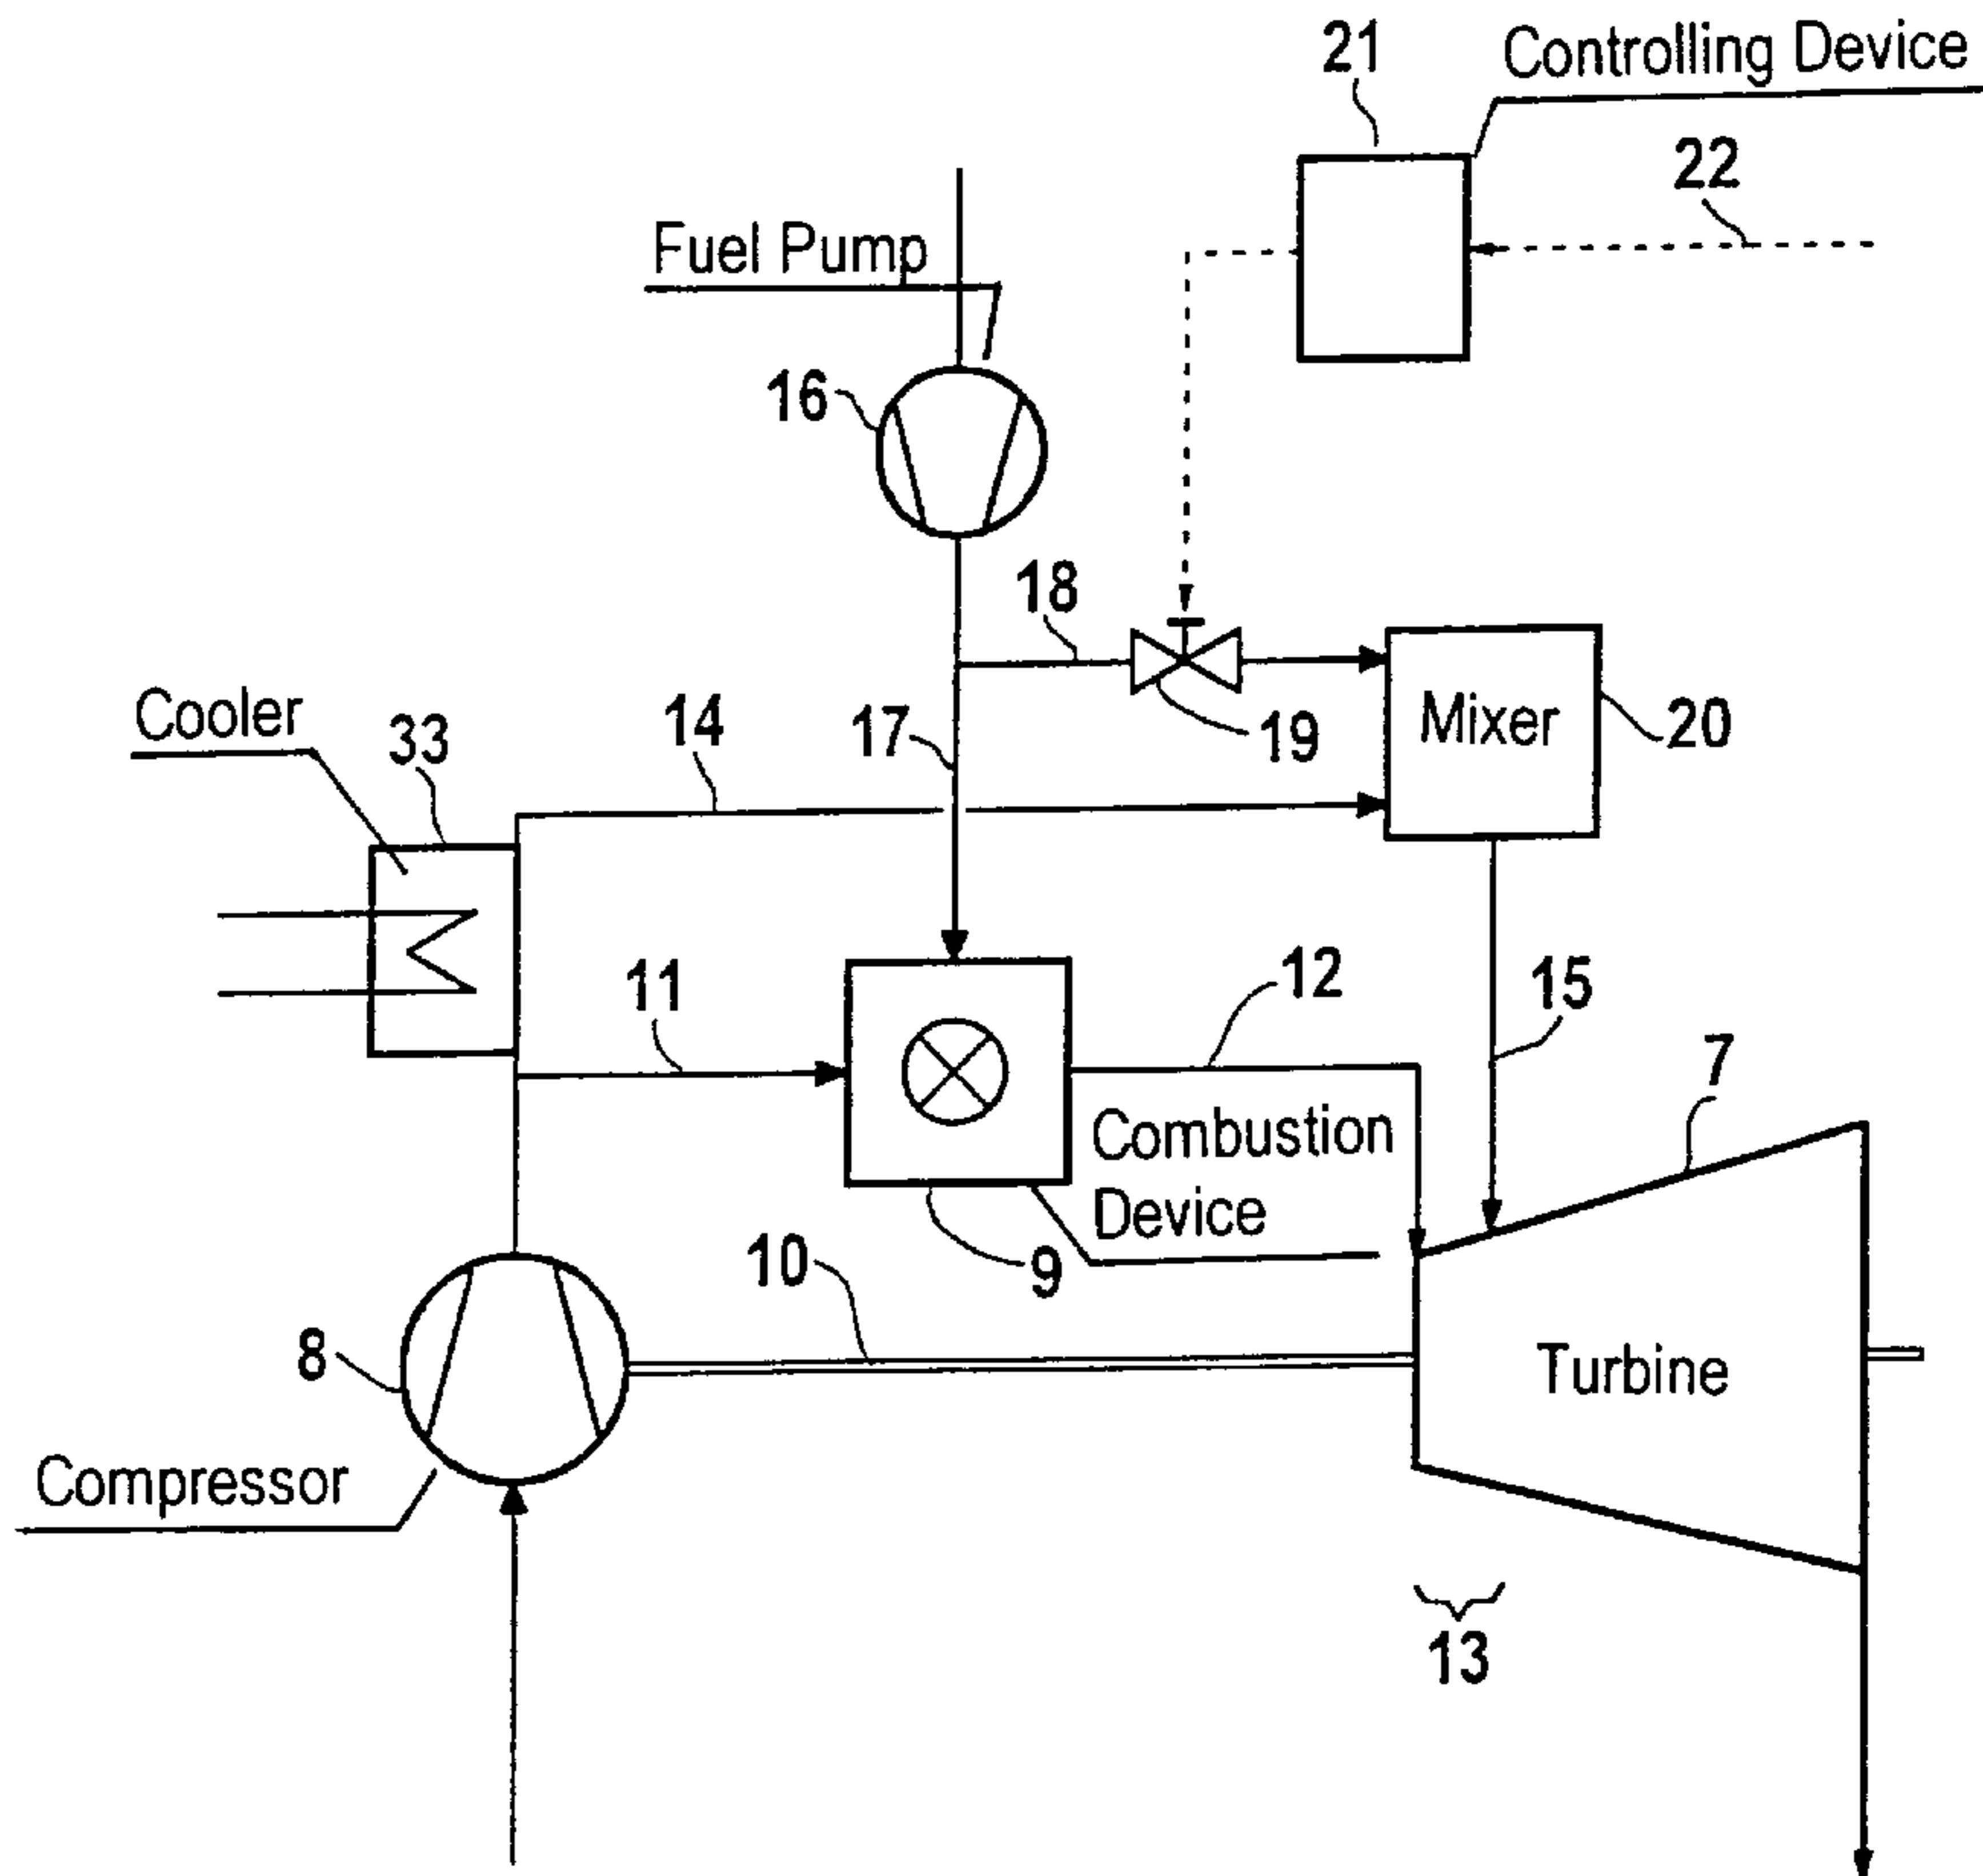 21
Controlling Device
22
Fuel Pump
16
18
Cooler
33
14
17
19
Mixer
20
11
12
15
7
Combustion
Device
10
9
8
Turbine
Compressor
13